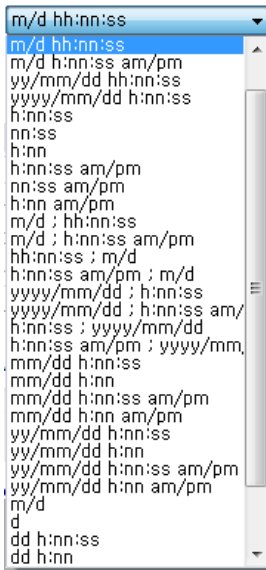 m/d hh:nn:ss
m/d hh:nn:ss
m/d h:nn:ss am/pm
yy/mm/dd hh:nn:ss
yyyy/mm/dd h:nn:ss
h:nn:ss
nn:ss
h:nn
h:nn:ss am/pm
nn:ss am/pm
h:nn am/pm
m/d ; hh:nn:ss
m/d ; h:nn:ss am/pm
hh:nn:ss ; m/d
h:nn:ss am/pm ; m/d
yyyy/mm/dd ; h:nn:ss
yyyy/mm/dd ; h:nn:ss am/
h:nn:ss ; yyyy/mm/dd
h:nn:ss am/pm ; yyyy/mm,
mm/dd h:nn:ss
mm/dd h:nn
mm/dd h:nn:ss am/pm
mm/dd h:nn am/pm
yy/mm/dd h:nn:ss
yy/mm/dd h:nn
yy/mm/dd h:nn:ss am/pm
yy/mm/dd h:nn am/pm
m/d
d
dd h:nn:ss
dd h:nn